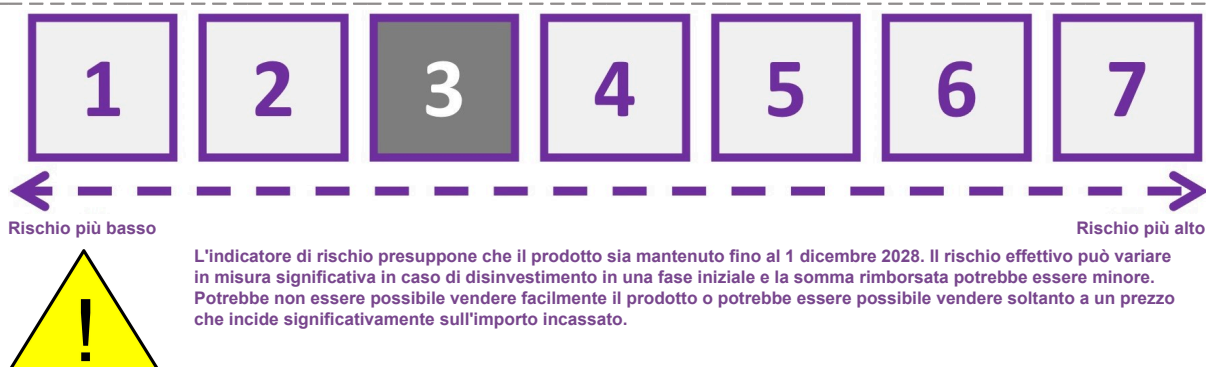 1 2 3 4 5 6 7
Rischio più basso Rischio più alto
L'indicatore di rischio presuppone che il prodotto sia mantenuto fino al 1 dicembre 2028. Il rischio effettivo può variare
in misura significativa in caso di disinvestimento in una fase iniziale e la somma rimborsata potrebbe essere minore.
Potrebbe non essere possibile vendere facilmente il prodotto o potrebbe essere possibile vendere soltanto a un prezzo
che incide significativamente sull'importo incassato.
!